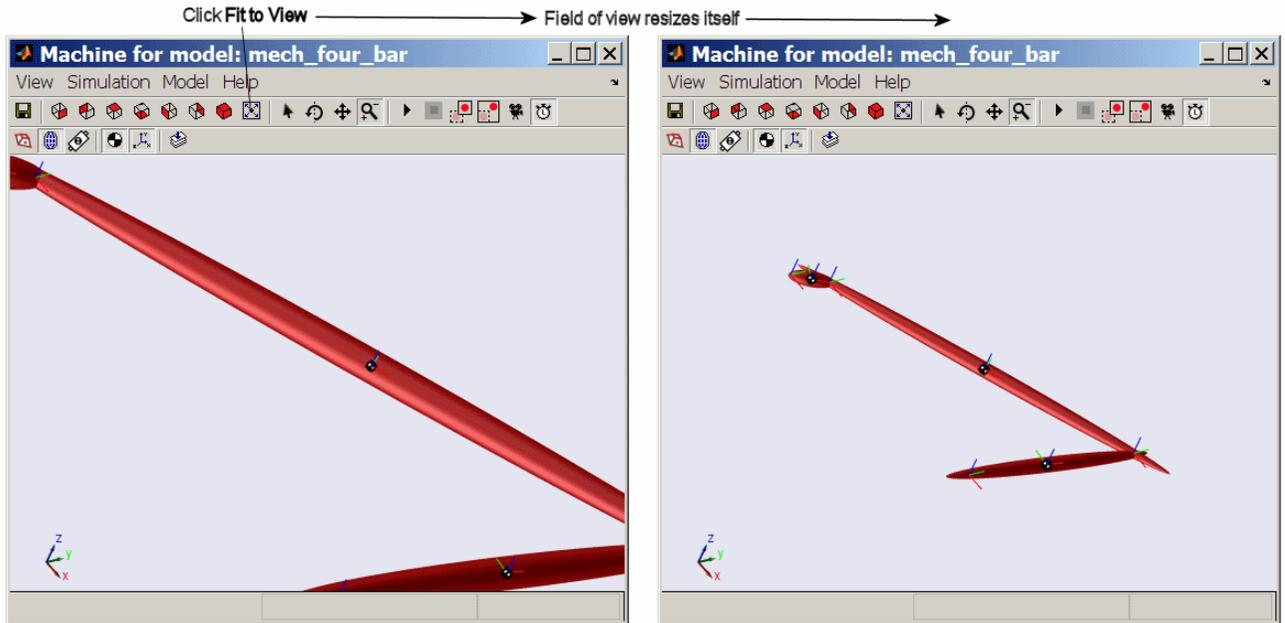 Click Fit to View Field of view resizes itself
Machine for model: mech_four_bar
View Simulation Model Help
z
y
x
Machine for model: mech_four_bar
View Simulation Model Help
z
y
x